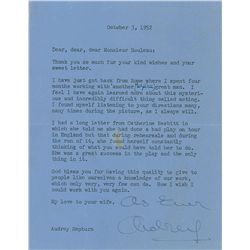 October 3, 1952
Dear, dear, dear Monsieur Rouleau:
Thank you so much for your kind wishes and your
sweet letter.
I have just got back from Rome where I spent four
months working with another great man. I
feel I have again learned more about this mysteri-
ous and incredibly difficult thing called acting.
I found myself listening to your directions many,
many times during the picture, as I always will.
I had a long letter from Catherine Nesbitt in
which she told me she had done a bad play on tour
in England but that during rehearsals and during
the run of it, she found herself constantly
thinking of what you would have told her to do.
She was a great success in the play and the only
thing in it.
God bless you for having this quality to give to
people like ourselves a knowledge of our work,
which only very, very few can do. How I wish I
could work with you again.
My love to your wife,
As Ever
Audrey
Audrey Hepburn